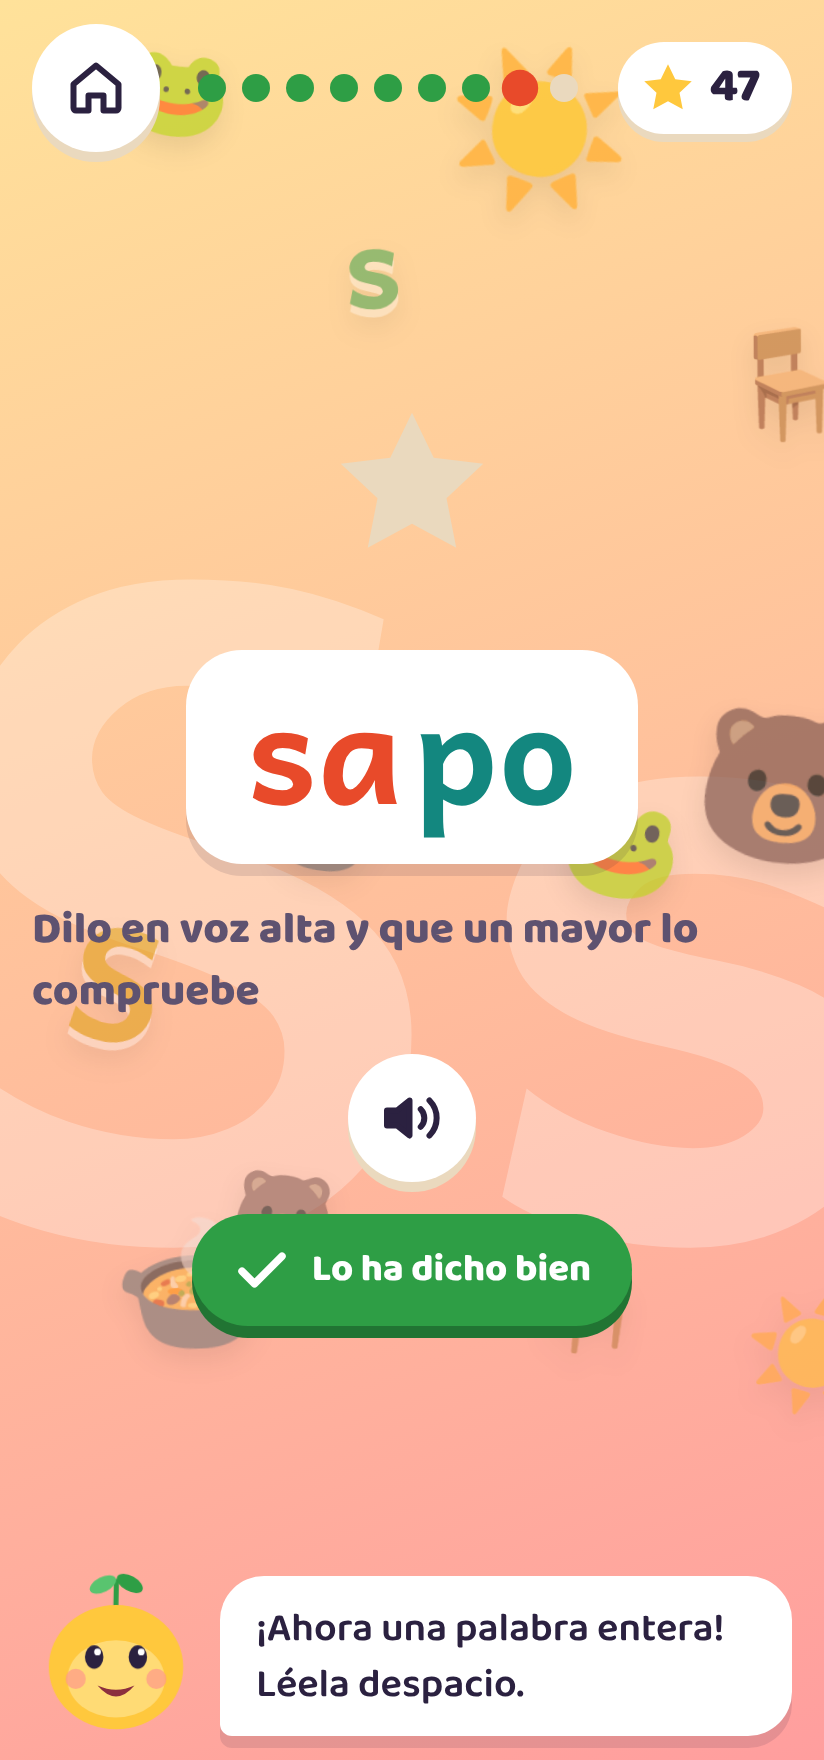 47
s
sapo
Dilo en voz alta y que un mayor lo
compruebe
s
Lo ha dicho bien
¡Ahora una palabra entera!
Léela despacio.